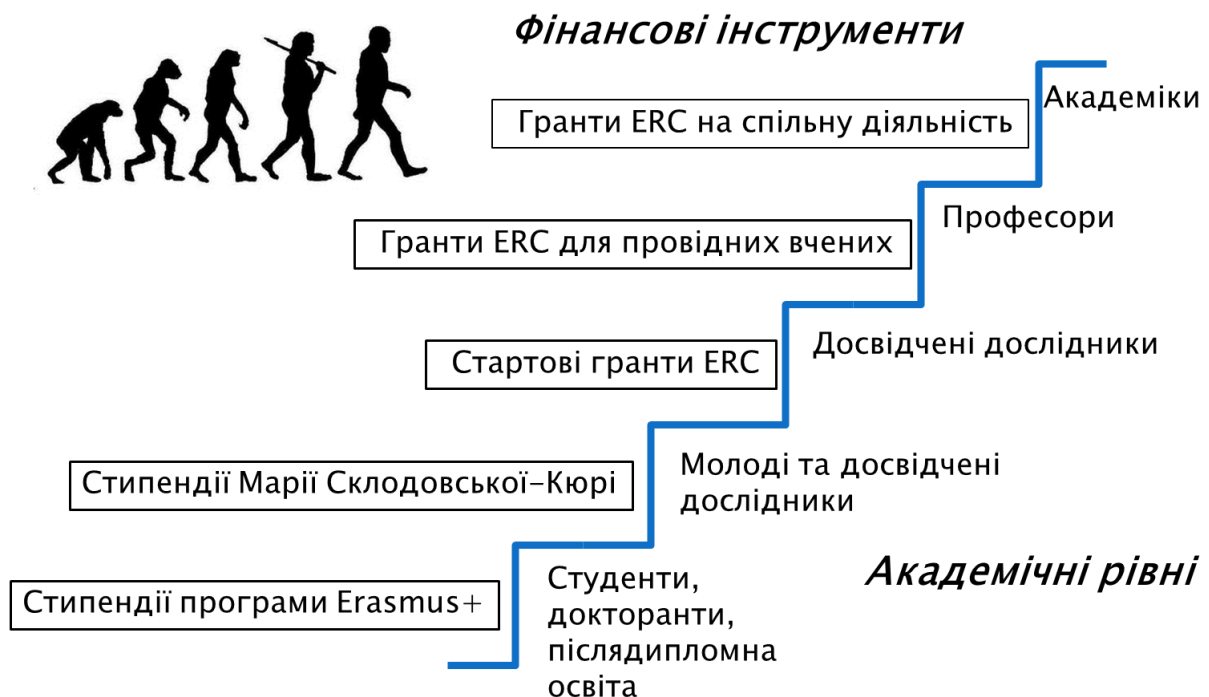 Фінансові інструменти
Академіки
Гранти ERC на спільну діяльність
Професори
Гранти ERC для провідних вчених
Досвідчені дослідники
Стартові гранти ERC
Молоді та досвідчені
дослідники
Стипендії Марії Склодовської-Кюрі
Академічні рівні
Студенти,
докторанти,
післядипломна
освіта
Стипендії програми Erasmus+